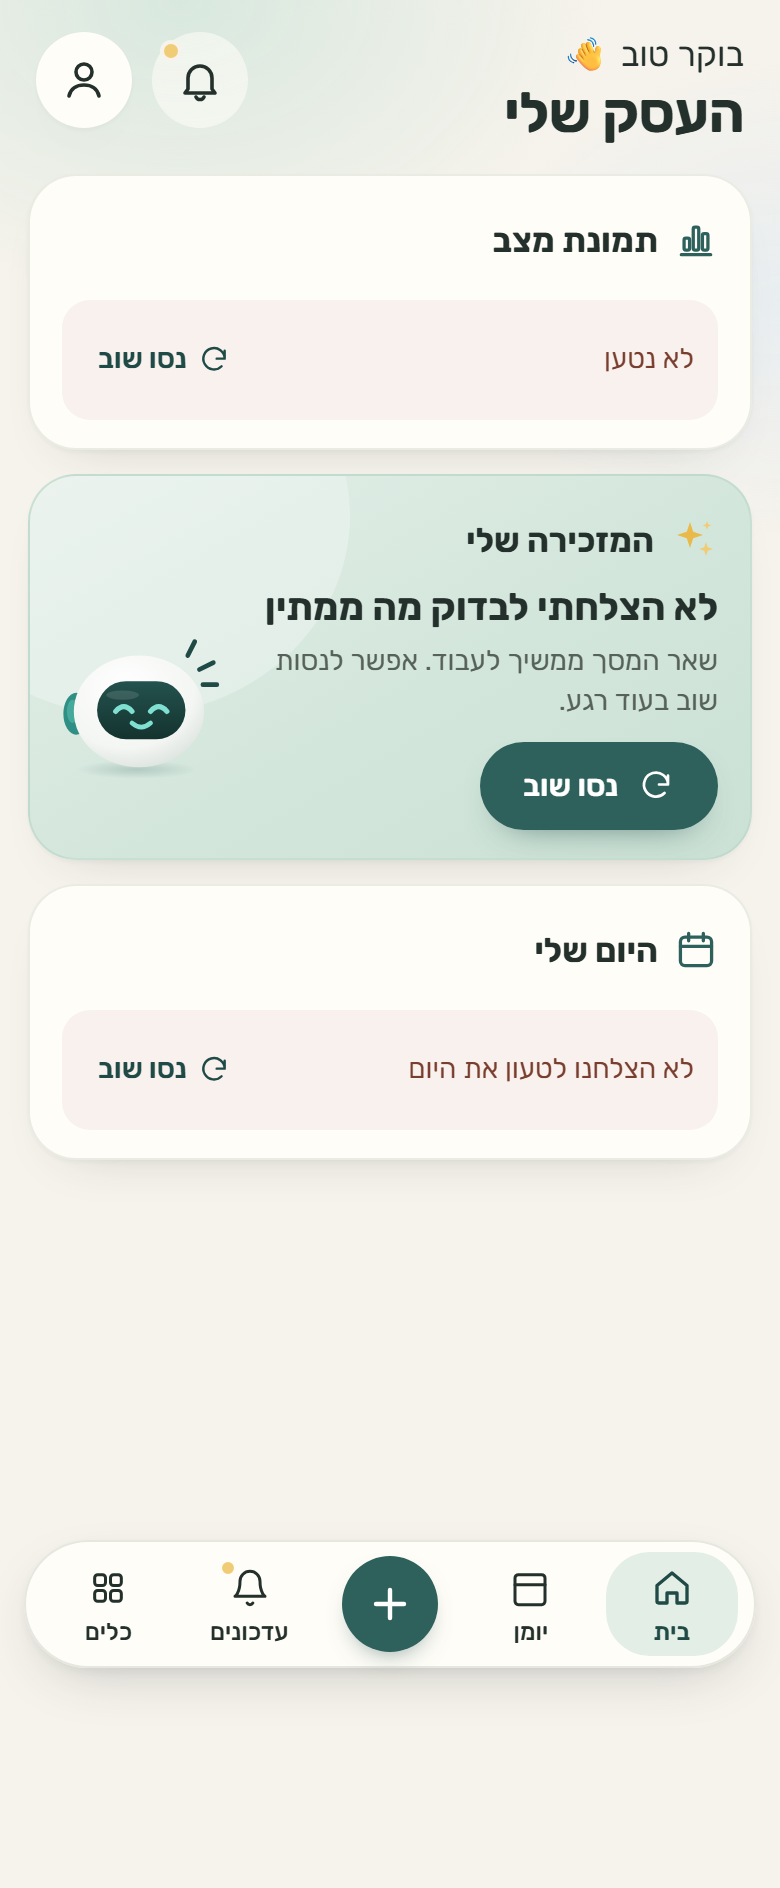 בוקר טוב 👋
העסק שלי
תמונת מצב
לא נטען
נסו שוב
המזכירה שלי
לא הצלחתי לבדוק מה ממתין
שאר המסך ממשיך לעבוד. אפשר לנסות
שוב בעוד רגע.
נסו שוב
היום שלי
לא הצלחנו לטעון את היום
נסו שוב
בית
יומן
עדכונים
כלים